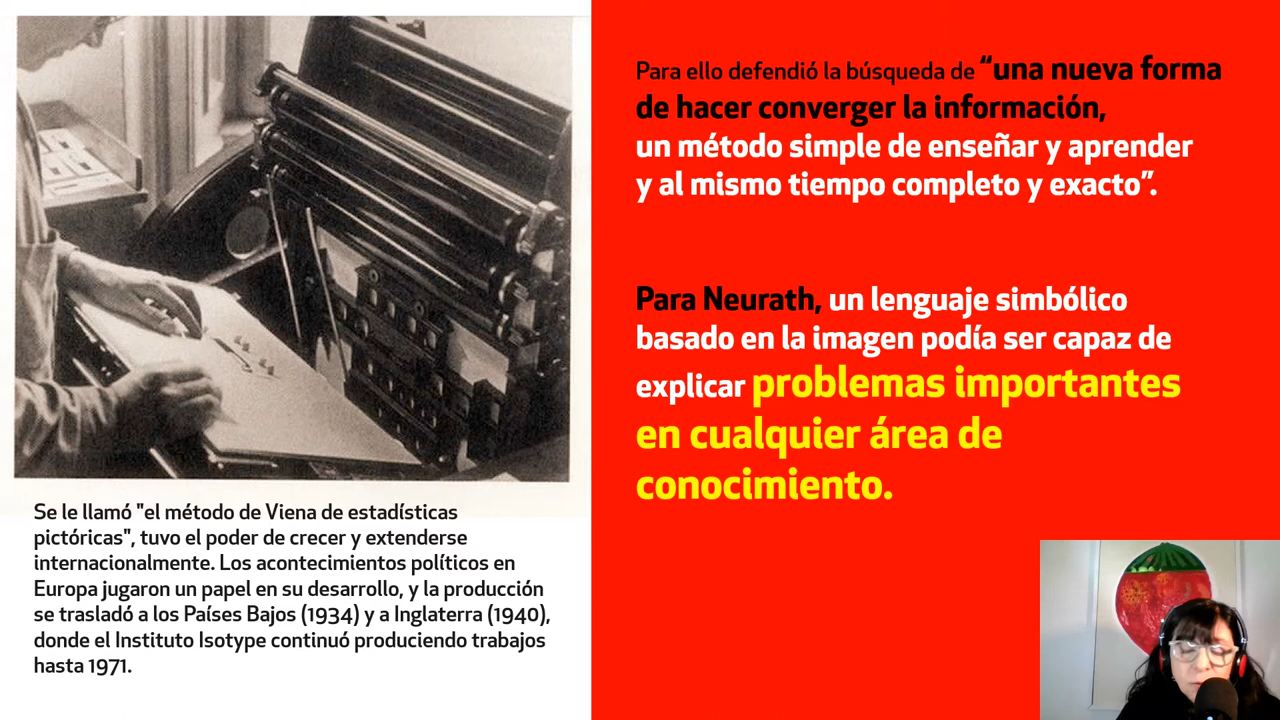 Se le llamó "el método de Viena de estadísticas
pictóricas", tuvo el poder de crecer y extenderse
internacionalmente. Los acontecimientos políticos en
Europa jugaron un papel en su desarrollo, y la producción
se trasladó a los Países Bajos (1934) y a Inglaterra (1940),
donde el Instituto Isotype continuó produciendo trabajos
hasta 1971.
Para ello defendió la búsqueda de “una nueva forma
de hacer converger la información,
un método simple de enseñar y aprender
y al mismo tiempo completo y exacto”.
Para Neurath, un lenguaje simbólico
basado en la imagen podía ser capaz de
explicar problemas importantes
en cualquier área de
conocimiento.